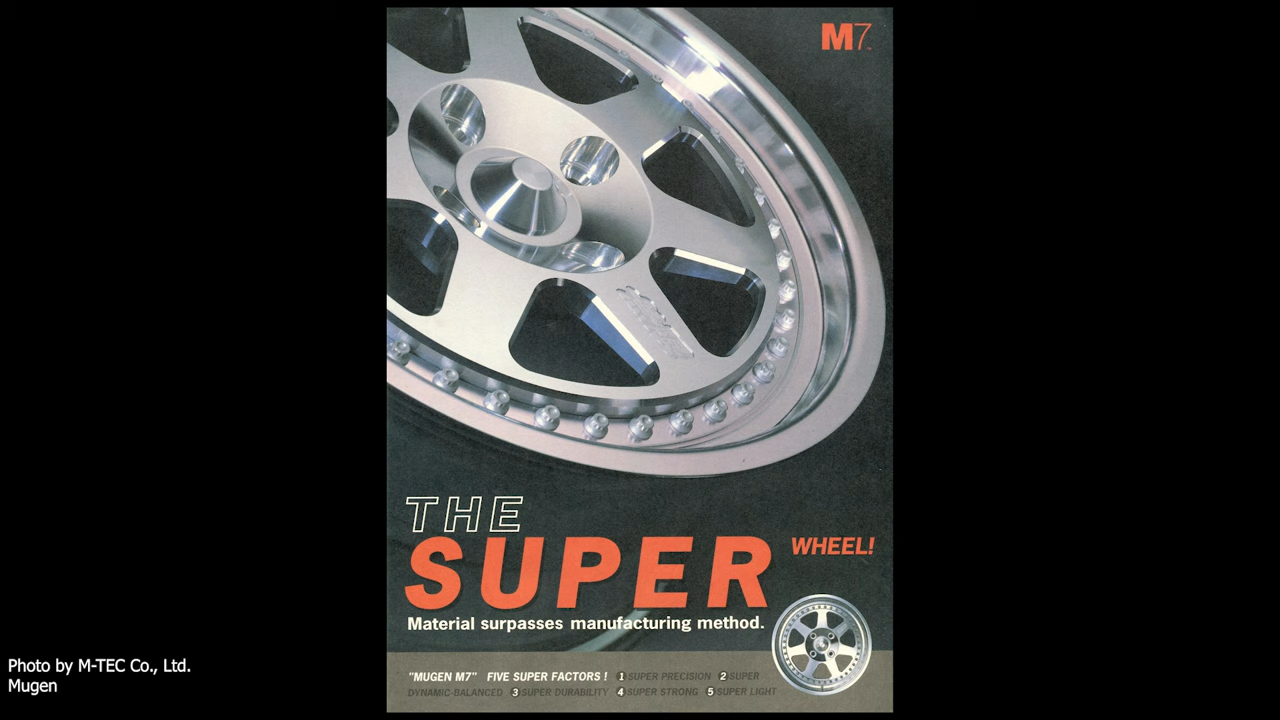 M7
THE
SUPER WHEEL!
Material surpasses manufacturing method.
"MUGEN M7" FIVE SUPER FACTORS! 1 SUPER PRECISION 2 SUPER
DYNAMIC-BALANCED 3 SUPER DURABILITY 4 SUPER STRONG 5 SUPER LIGHT
Photo by M-TEC Co., Ltd.
Mugen